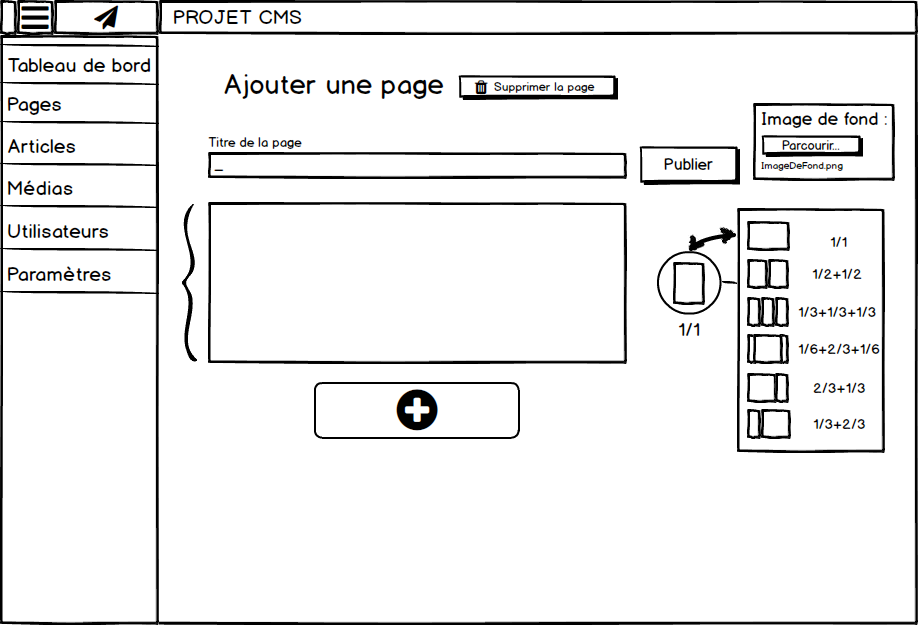 PROJET CMS
Tableau de bord
Pages
Articles
Médias
Utilisateurs
Paramètres
Ajouter une page
Supprimer la page
Titre de la page
_
Publier
Image de fond :
Parcourir...
ImageDeFond.png
1/1
1/1
1/2+1/2
1/3+1/3+1/3
1/6+2/3+1/6
2/3+1/3
1/3+2/3